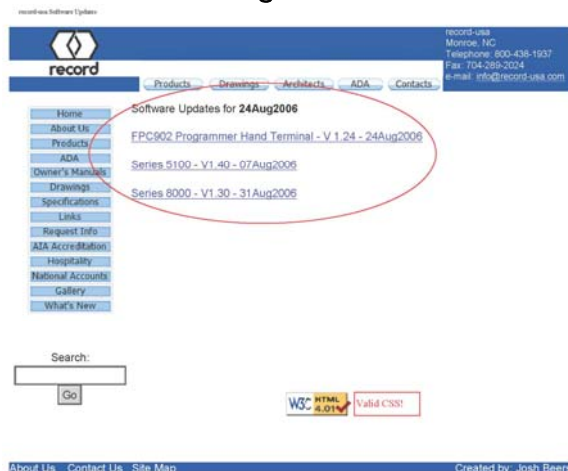 record-usa Software Updates
record-usa
Monroe, NC
Telephone: 800-438-1937
Fax: 704-289-2024
e-mail: info@record-usa.com
record
Products
Drawings
Architects
ADA
Contacts
Home
About Us
Products
ADA
Owner's Manuals
Drawings
Specifications
Links
Request Info
AIA Accreditation
Hospitality
National Accounts
Gallery
What's New
Software Updates for 24Aug2006
FPC902 Programmer Hand Terminal - V 1.24 - 24Aug2006
Series 5100 - V1.40 - 07Aug2006
Series 8000 - V1.30 - 31Aug2006
Search:
Go
W3C HTML 4.01
Valid CSS!
About Us Contact Us Site Map
Created by: Josh Beers